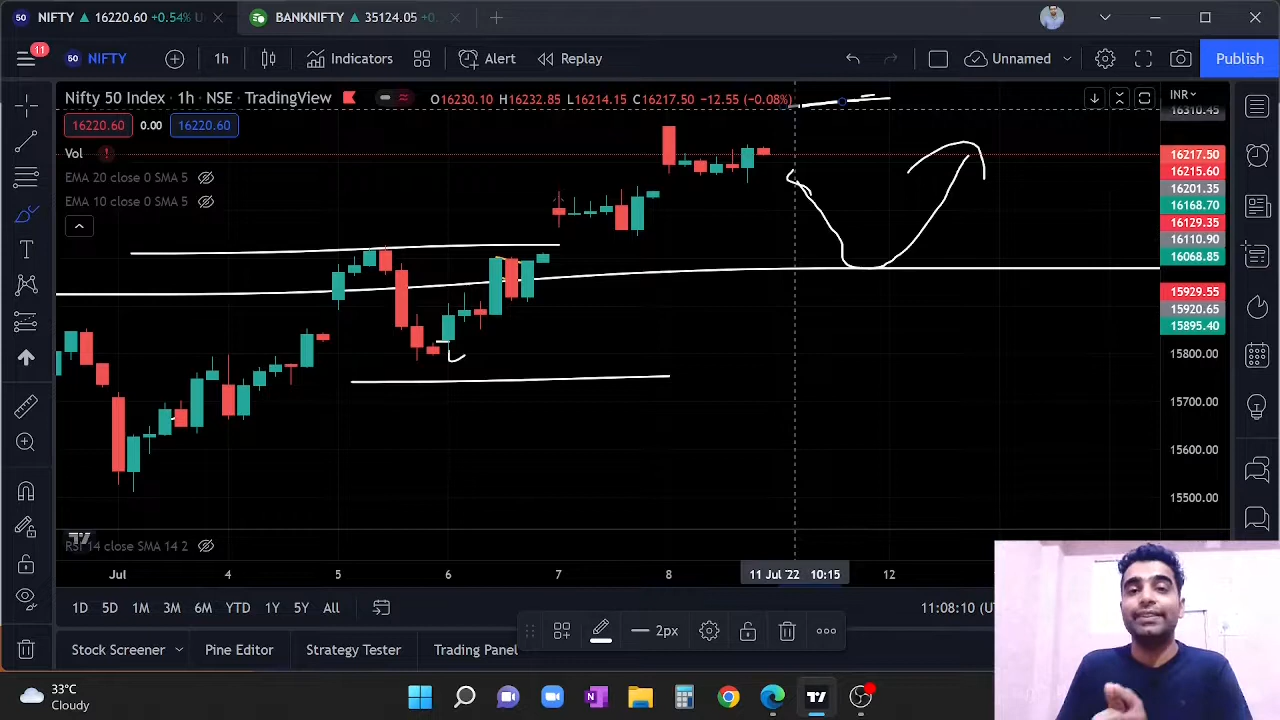 NIFTY ▲ 16220.60 +0.54% U
BANKNIFTY ▲ 35124.05 +0.
11
50 NIFTY
1h
Indicators
Alert
Replay
Unnamed
Publish
Nifty 50 Index · 1h · NSE · TradingView
O16230.10 H16232.85 L16214.15 C16217.50 −12.55 (−0.08%)
INR
16310.45
16220.60 0.00 16220.60
Vol
EMA 20 close 0 SMA 5
EMA 10 close 0 SMA 5
16217.50
16215.60
16201.35
16168.70
16129.35
16110.90
16068.85
15929.55
15920.65
15895.40
15800.00
15700.00
15600.00
15500.00
RSI 14 close SMA 14 2
Jul 4 5 6 7 8 11 Jul '22 10:15 12
1D 5D 1M 3M 6M YTD 1Y 5Y All
11:08:10 (U
2px
Stock Screener
Pine Editor
Strategy Tester
Trading Panel
33°C
Cloudy